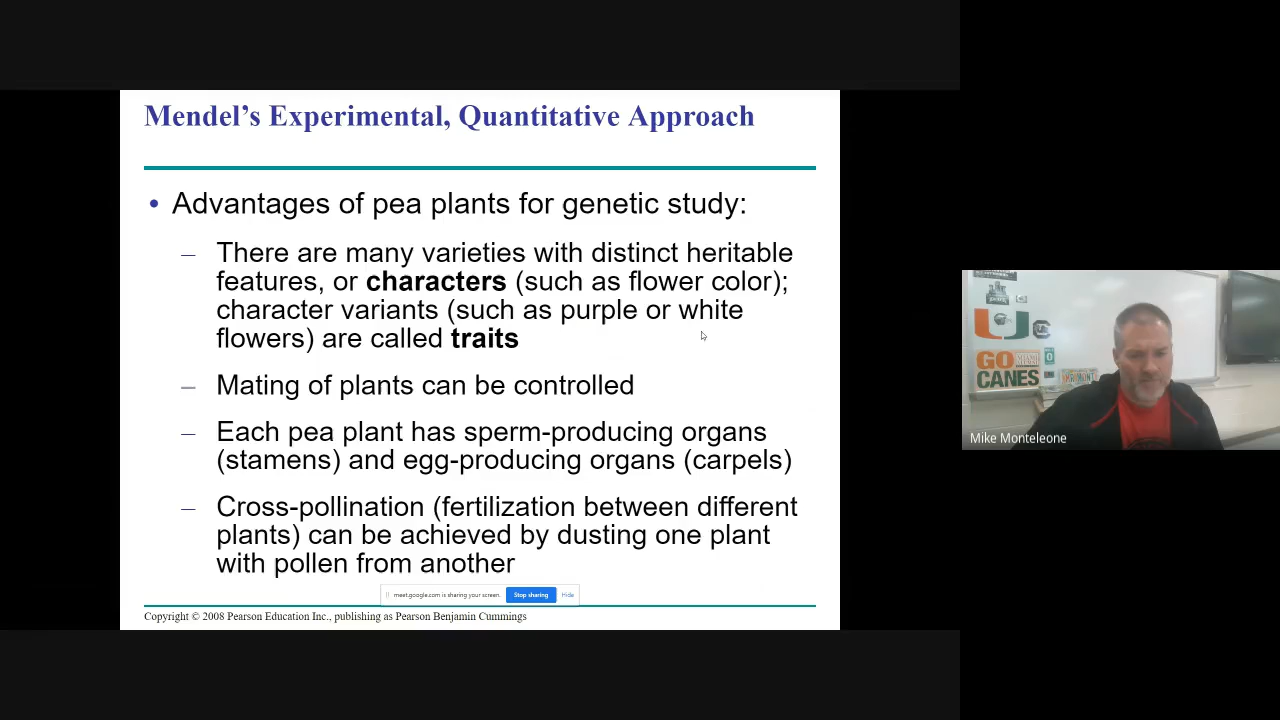 Mendel's Experimental, Quantitative Approach
• Advantages of pea plants for genetic study:
– There are many varieties with distinct heritable
features, or characters (such as flower color);
character variants (such as purple or white
flowers) are called traits
– Mating of plants can be controlled
– Each pea plant has sperm-producing organs
(stamens) and egg-producing organs (carpels)
– Cross-pollination (fertilization between different
plants) can be achieved by dusting one plant
with pollen from another
meet.google.com is sharing your screen. Stop sharing Hide
Copyright © 2008 Pearson Education Inc., publishing as Pearson Benjamin Cummings
U
GO
CANES
Mike Monteleone